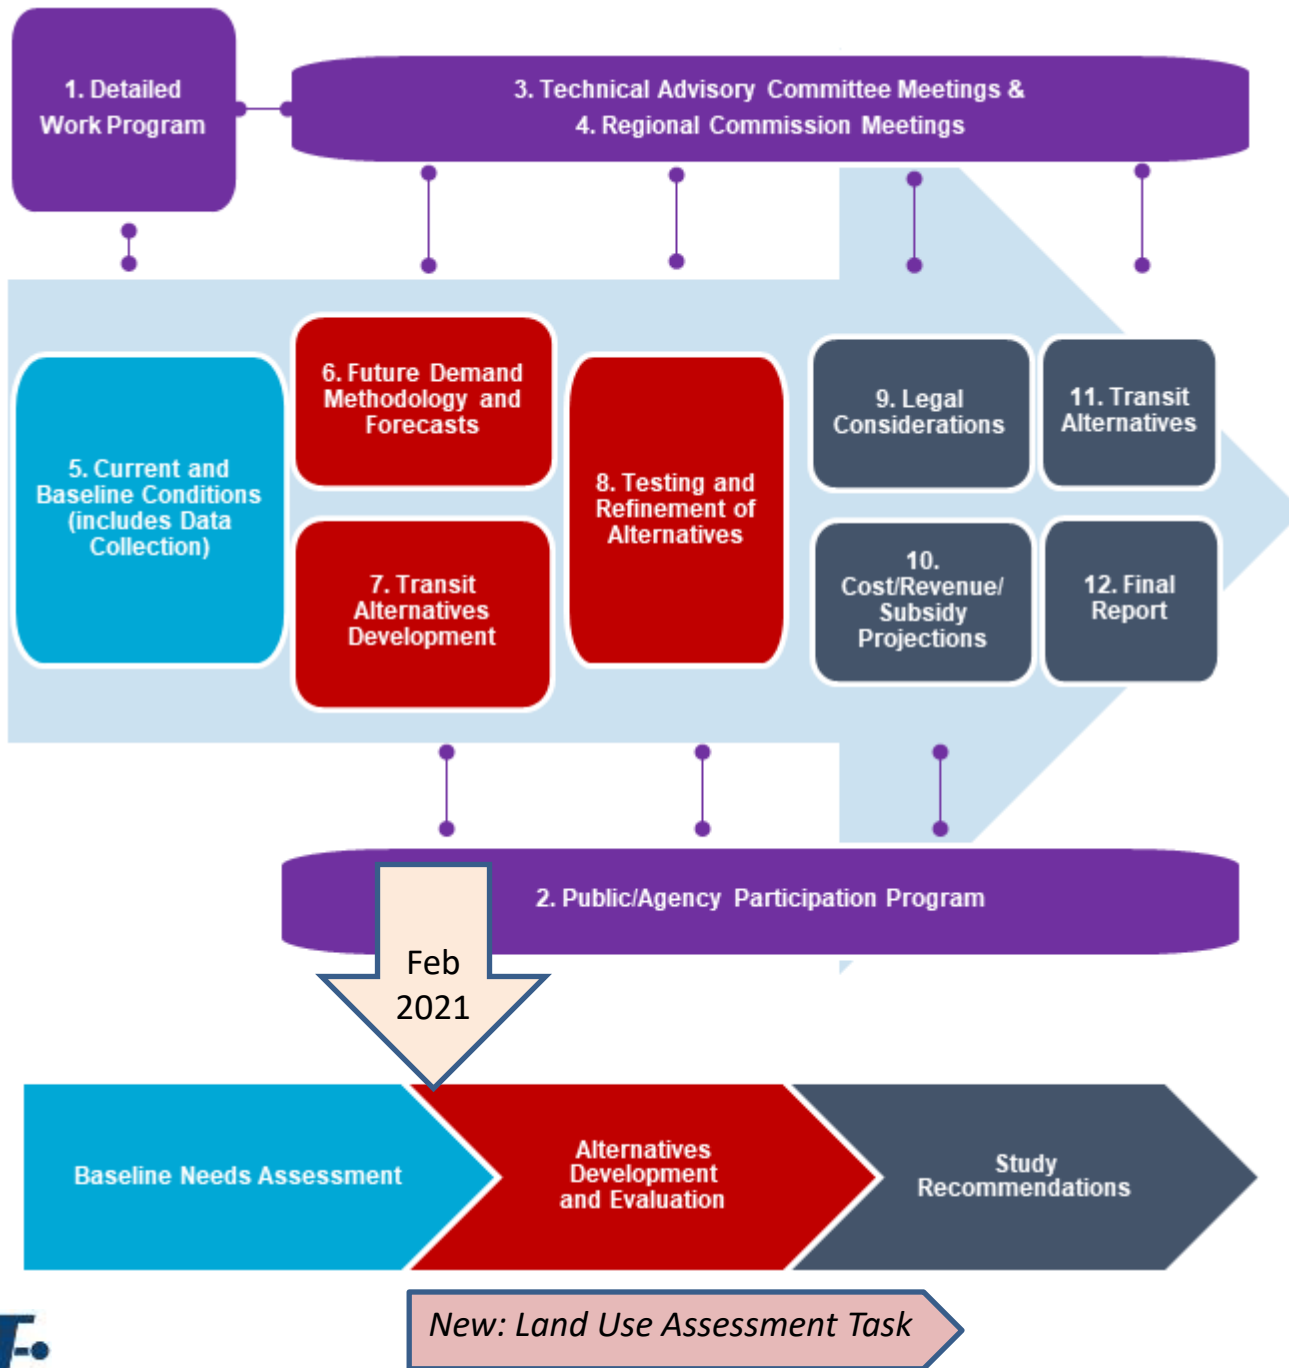 1. Detailed
Work Program
3. Technical Advisory Committee Meetings &
4. Regional Commission Meetings
5. Current and
Baseline Conditions
(includes Data
Collection)
6. Future Demand
Methodology and
Forecasts
7. Transit
Alternatives
Development
8. Testing and
Refinement of
Alternatives
9. Legal
Considerations
10.
Cost/Revenue/
Subsidy
Projections
11. Transit
Alternatives
12. Final
Report
2. Public/Agency Participation Program
Feb
2021
Baseline Needs Assessment
Alternatives
Development
and Evaluation
Study
Recommendations
New: Land Use Assessment Task